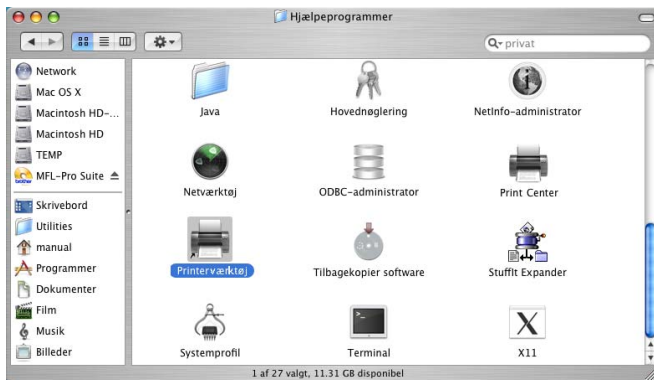 Hjælpeprogrammer
privat
Network
Mac OS X
Macintosh HD-...
Macintosh HD
TEMP
MFL-Pro Suite
Skrivebord
Utilities
manual
Programmer
Dokumenter
Film
Musik
Billeder
Java
Hovednøglering
NetInfo-administrator
Netværktøj
ODBC-administrator
Print Center
Printerværktøj
Tilbagekopier software
StuffIt Expander
Systemprofil
Terminal
X11
1 af 27 valgt, 11.31 GB disponibel